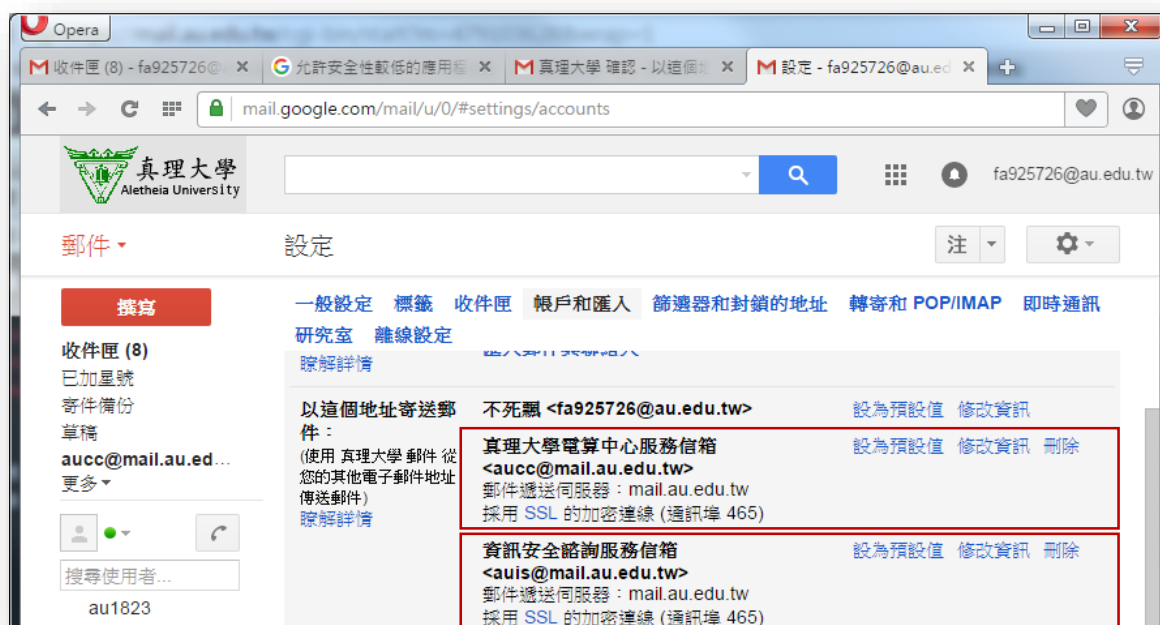 Opera
收件匣 (8) - fa925726@
允許安全性較低的應用程
真理大學 確認 - 以這個
設定 - fa925726@au.ed
mail.google.com/mail/u/0/#settings/accounts
真理大學
Aletheia University
fa925726@au.edu.tw
郵件
設定
注
撰寫
一般設定 標籤 收件匣 帳戶和匯入 篩選器和封鎖的地址 轉寄和 POP/IMAP 即時通訊
研究室 離線設定
收件匣 (8)
已加星號
寄件備份
草稿
aucc@mail.au.ed...
更多
搜尋使用者...
au1823
瞭解詳情
以這個地址寄送郵件：
(使用 真理大學 郵件 從
您的其他電子郵件地址
傳送郵件)
瞭解詳情
不死飄 <fa925726@au.edu.tw> 設為預設值 修改資訊
真理大學電算中心服務信箱 設為預設值 修改資訊 刪除
<aucc@mail.au.edu.tw>
郵件遞送伺服器：mail.au.edu.tw
採用 SSL 的加密連線 (通訊埠 465)
資訊安全諮詢服務信箱 設為預設值 修改資訊 刪除
<auis@mail.au.edu.tw>
郵件遞送伺服器：mail.au.edu.tw
採用 SSL 的加密連線 (通訊埠 465)